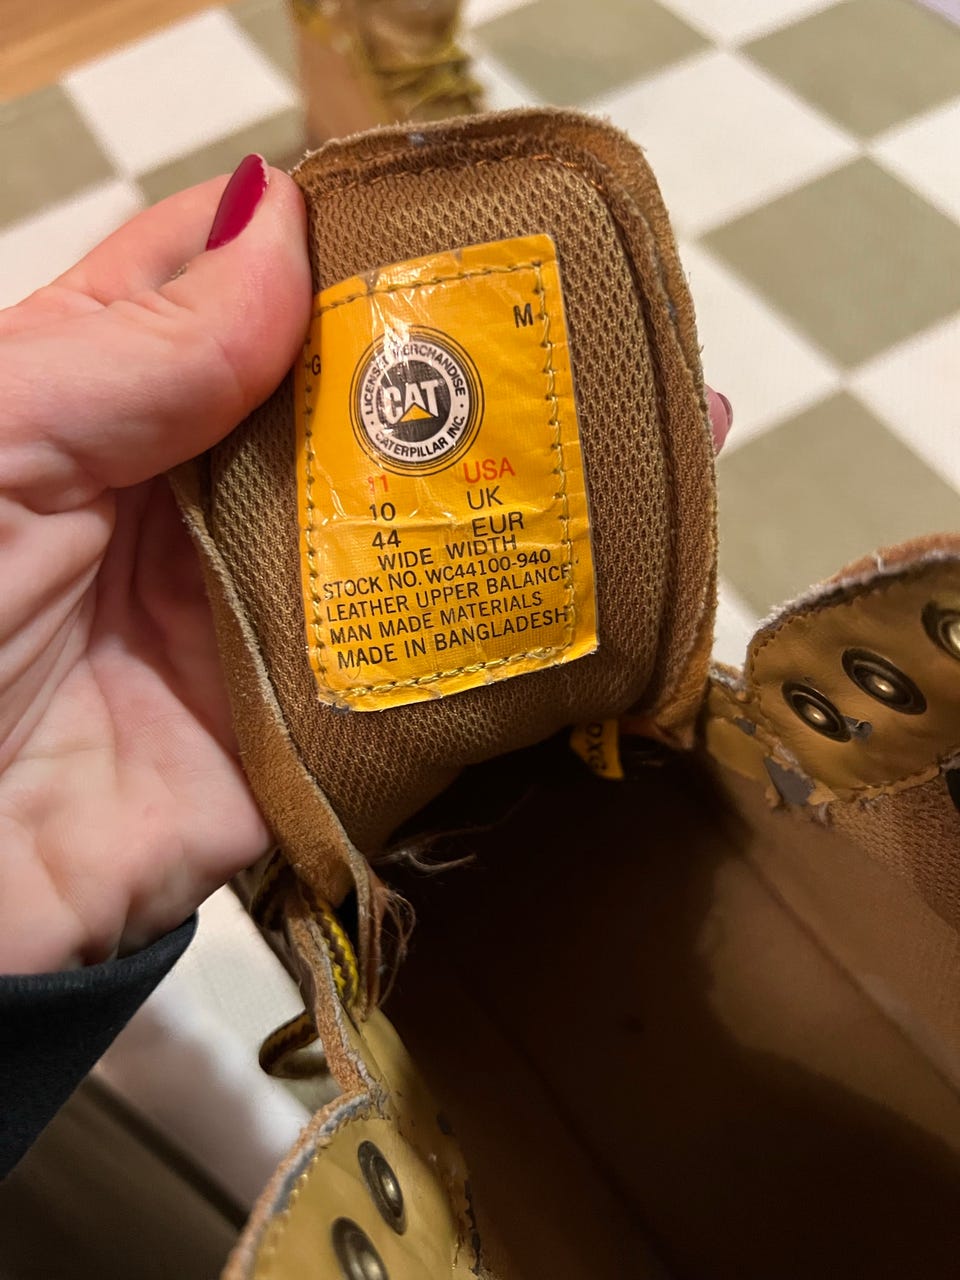 M
G
LICENSED MERCHANDISE
CAT
CATERPILLAR INC.
11 USA
10 UK
44 EUR
WIDE WIDTH
STOCK NO. WC44100-940
LEATHER UPPER BALANCE
MAN MADE MATERIALS
MADE IN BANGLADESH